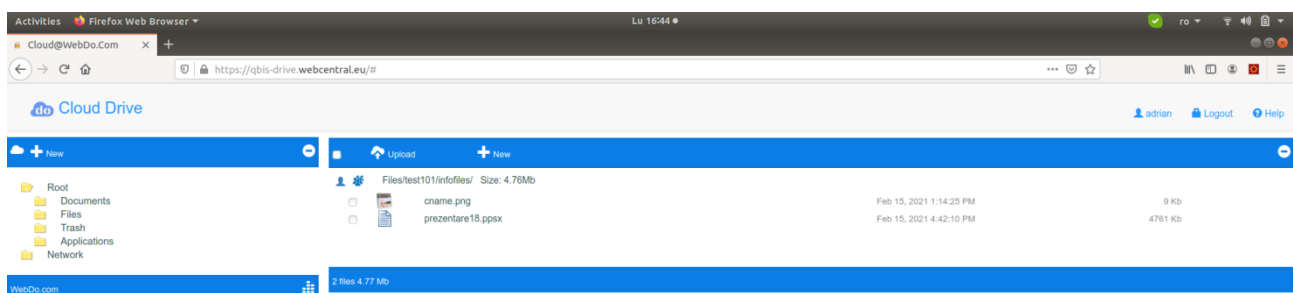 Activities Firefox Web Browser Lu 16:44 ro
Cloud@WebDo.Com × +
https://qbis-drive.webcentral.eu/#
do Cloud Drive adrian Logout Help
New Upload New
Files/test101/infofiles/ Size: 4.76Mb
Root cname.png Feb 15, 2021 1:14:25 PM 9 Kb
Documents
Files prezentare18.ppsx Feb 15, 2021 4:42:10 PM 4761 Kb
Trash
Applications
Network
WebDo.com 2 files 4.77 Mb